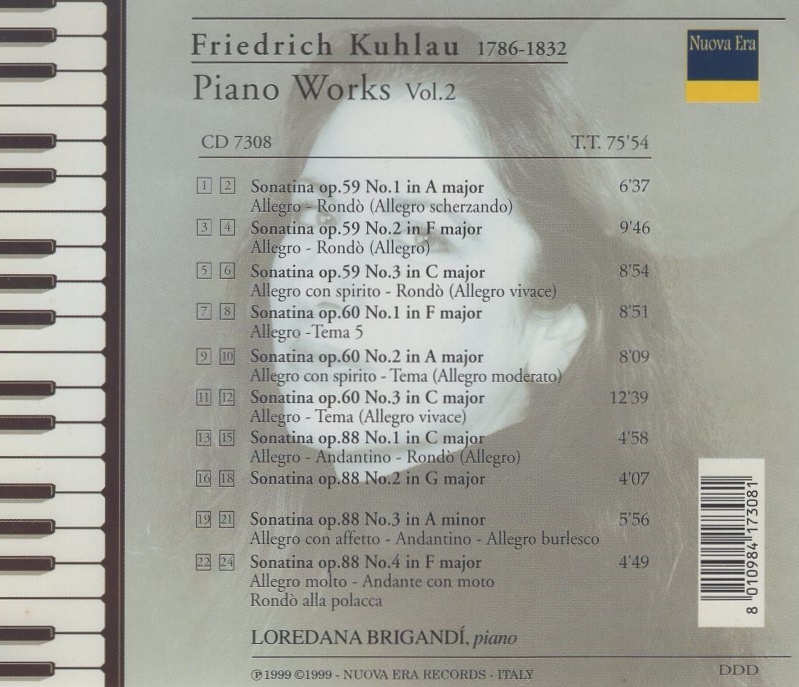 Friedrich Kuhlau 1786-1832
Nuova Era
Piano Works Vol.2
CD 7308 T.T. 75'54
1 2 Sonatina op.59 No.1 in A major 6'37
Allegro - Rondò (Allegro scherzando)
3 4 Sonatina op.59 No.2 in F major 9'46
Allegro - Rondò (Allegro)
5 6 Sonatina op.59 No.3 in C major 8'54
Allegro con spirito - Rondò (Allegro vivace)
7 8 Sonatina op.60 No.1 in F major 8'51
Allegro -Tema 5
9 10 Sonatina op.60 No.2 in A major 8'09
Allegro con spirito - Tema (Allegro moderato)
11 12 Sonatina op.60 No.3 in C major 12'39
Allegro - Tema (Allegro vivace)
13 15 Sonatina op.88 No.1 in C major 4'58
Allegro - Andantino - Rondò (Allegro)
16 18 Sonatina op.88 No.2 in G major 4'07
19 21 Sonatina op.88 No.3 in A minor 5'56
Allegro con affetto - Andantino - Allegro burlesco
22 24 Sonatina op.88 No.4 in F major 4'49
Allegro molto - Andante con moto
Rondò alla polacca
8 010984 173081
LOREDANA BRIGANDÍ, piano
℗1999 ©1999 - NUOVA ERA RECORDS - ITALY
DDD